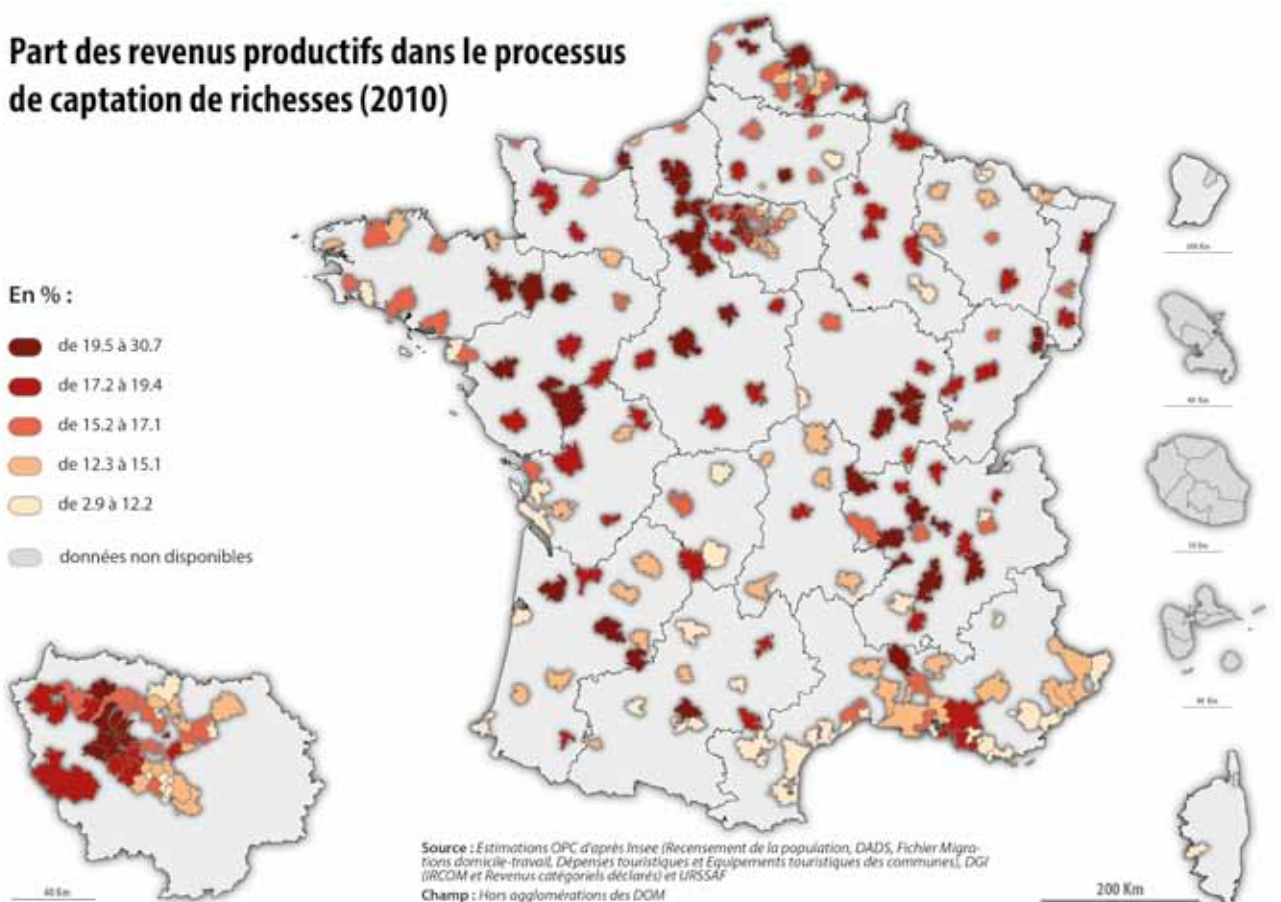 Part des revenus productifs dans le processus
de captation de richesses (2010)
En % :
de 19.5 à 30.7
de 17.2 à 19.4
de 15.2 à 17.1
de 12.3 à 15.1
de 2.9 à 12.2
données non disponibles
40 Km
Source : Estimations OPC d'après Insee (Recensement de la population, DADS, Fichier Migra-
tions domicile-travail, Dépenses touristiques et Equipements touristiques des communes), DGI
(IRCOM et Revenus catégoriels déclarés) et URSSAF
Champ : Hors agglomérations des DOM
200 Km